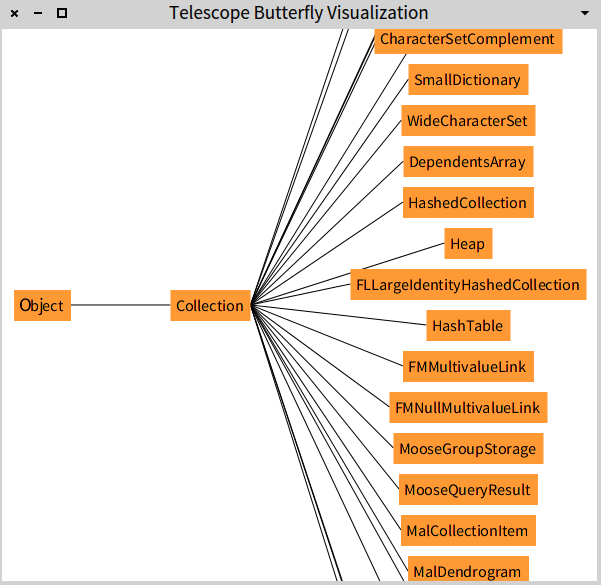 Telescope Butterfly Visualization
CharacterSetComplement
SmallDictionary
WideCharacterSet
DependentsArray
HashedCollection
Heap
FLLargeIdentityHashedCollection
Object
Collection
HashTable
FMMultivalueLink
FMNullMultivalueLink
MooseGroupStorage
MooseQueryResult
MalCollectionItem
MalDendrogram